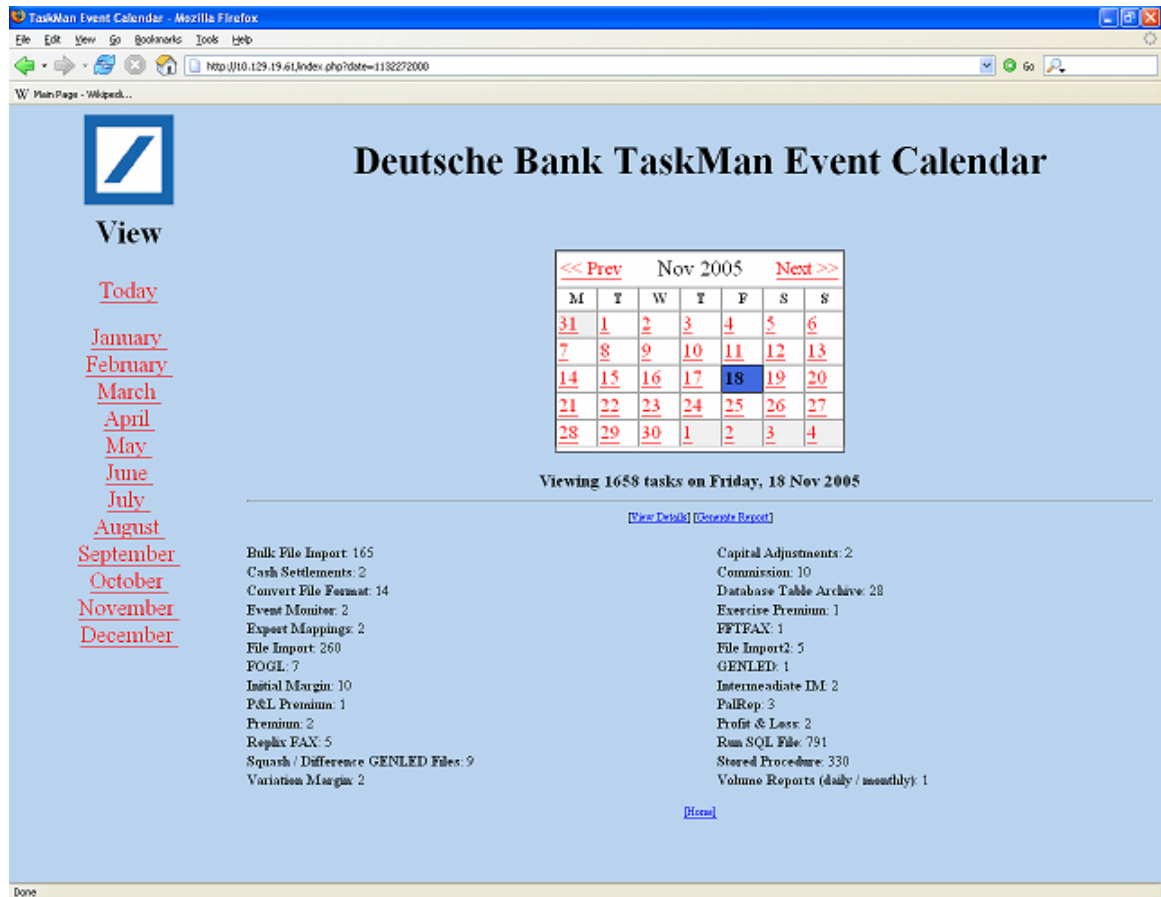 TaskMan Event Calendar - Mozilla Firefox
File Edit View Go Bookmarks Tools Help
http://10.129.19.61/index.php?date=1132272000 Go
Main Page - Wikipedi...
Deutsche Bank TaskMan Event Calendar
View
Today
January
February
March
April
May
June
July
August
September
October
November
December
<< Prev Nov 2005 Next >>
M T W T F S S
31 1 2 3 4 5 6
7 8 9 10 11 12 13
14 15 16 17 18 19 20
21 22 23 24 25 26 27
28 29 30 1 2 3 4
Viewing 1658 tasks on Friday, 18 Nov 2005
[View Details] [Generate Report]
Bulk File Import: 165
Cash Settlements: 2
Convert File Format: 14
Event Monitor: 2
Export Mappings: 2
File Import: 260
FOGL: 7
Initial Margin: 10
P&L Premium: 1
Premium: 2
Replix FAX: 5
Squash / Difference GENLED Files: 9
Variation Margin: 2
Capital Adjustments: 2
Commission: 10
Database Table Archive: 28
Exercise Premium: 1
FFTFAX: 1
File Import2: 5
GENLED: 1
Intermeadiate IM: 2
PalRep: 3
Profit & Loss: 2
Run SQL File: 791
Stored Procedure: 330
Volume Reports (daily / monthly): 1
[Home]
Done